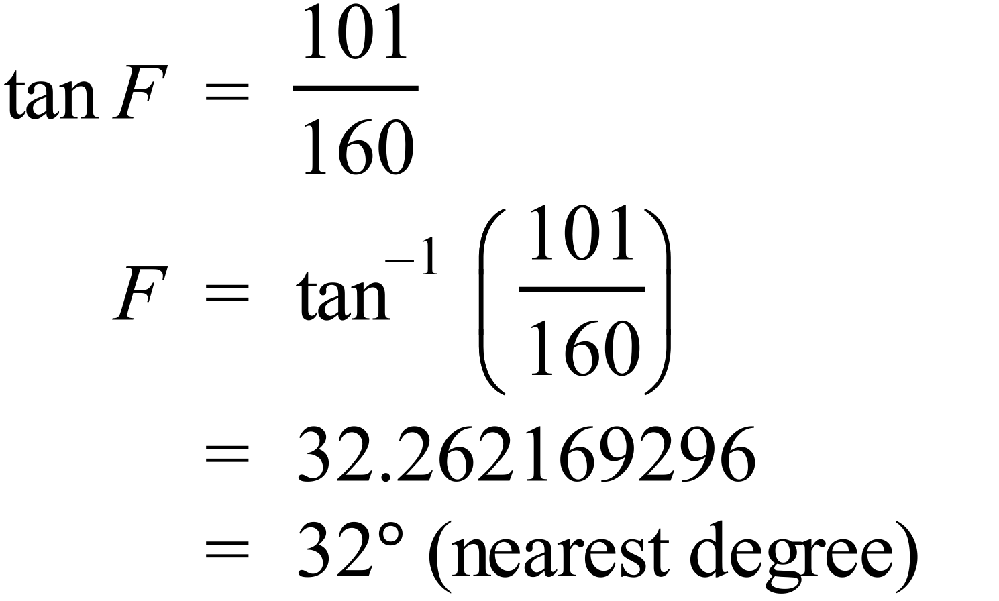 tan F = 101/160
F = tan⁻¹ (101/160)
= 32.262169296
= 32° (nearest degree)